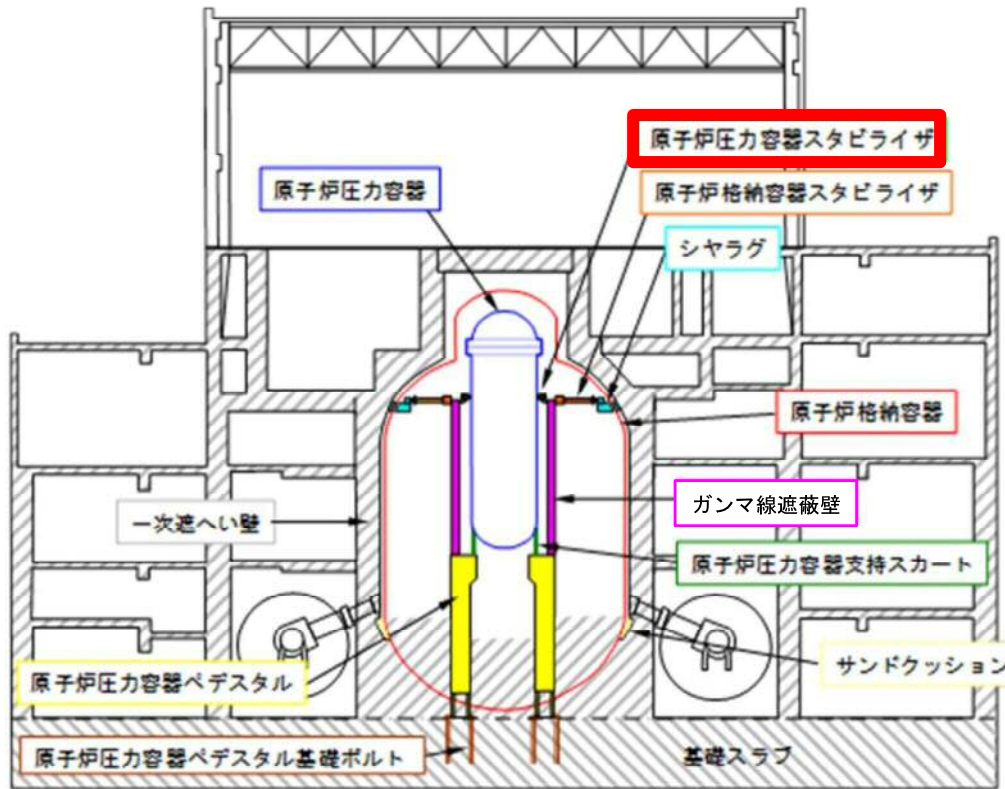 原子炉圧力容器スタビライザ
原子炉圧力容器
原子炉格納容器スタビライザ
シヤラグ
原子炉格納容器
ガンマ線遮蔽壁
一次遮へい壁
原子炉圧力容器支持スカート
サンドクッション
原子炉圧力容器ペデスタル
原子炉圧力容器ペデスタル基礎ボルト
基礎スラブ